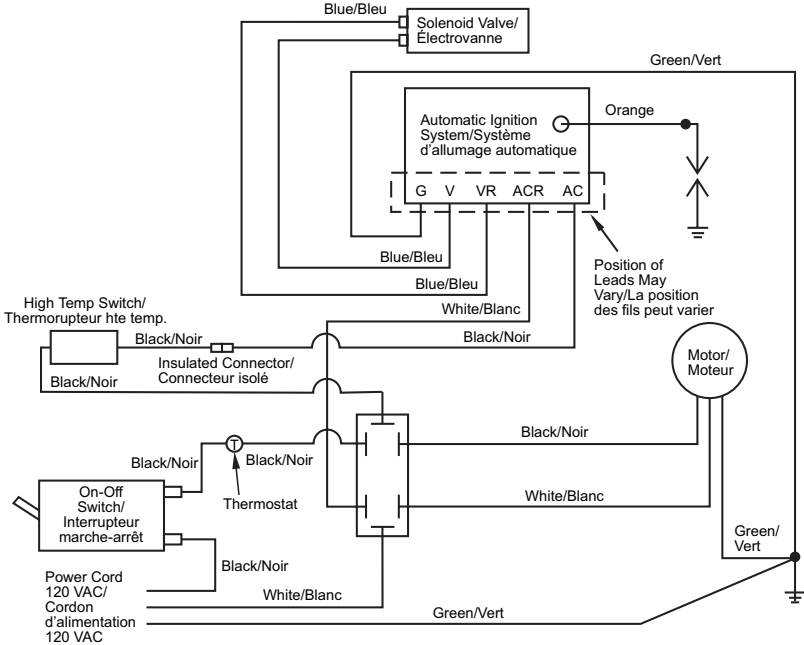 Blue/Bleu
Solenoid Valve/
Électrovanne
Green/Vert
Automatic Ignition
System/Système
d'allumage automatique
Orange
G V VR ACR AC
Blue/Bleu
Blue/Bleu
White/Blanc
Position of
Leads May
Vary/La position
des fils peut varier
High Temp Switch/
Thermorupteur hte temp.
Black/Noir
Black/Noir
Insulated Connector/
Connecteur isolé
Black/Noir
Motor/
Moteur
Black/Noir
Black/Noir
T
Black/Noir
Thermostat
On-Off
Switch/
Interrupteur
marche-arrêt
White/Blanc
Green/
Vert
Black/Noir
Power Cord
120 VAC/
Cordon
d'alimentation
120 VAC
White/Blanc
Green/Vert